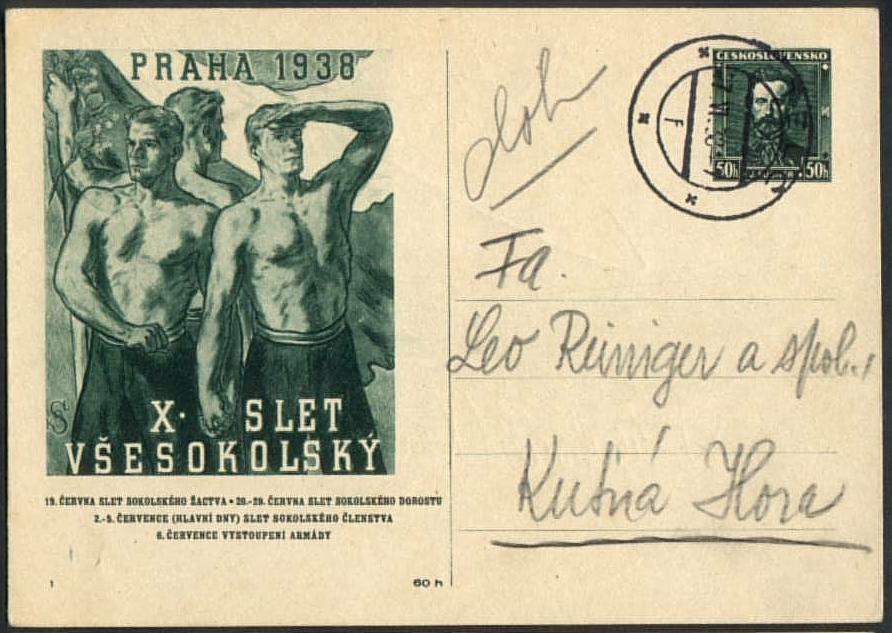 PRAHA 1938
X. SLET
VŠESOKOLSKÝ
SS
19. ČERVNA SLET SOKOLSKÉHO ŽACTVA • 26.-29. ČERVNA SLET SOKOLSKÉHO DOROSTU
2.-5. ČERVENCE (HLAVNÍ DNY) SLET SOKOLSKÉHO ČLENSTVA
6. ČERVENCE VYSTOUPENÍ ARMÁDY
1
60 h
ČESKOSLOVENSKO
50h 50h
F
Fa.
Leo Reiniger a spol.,
Kutná Hora